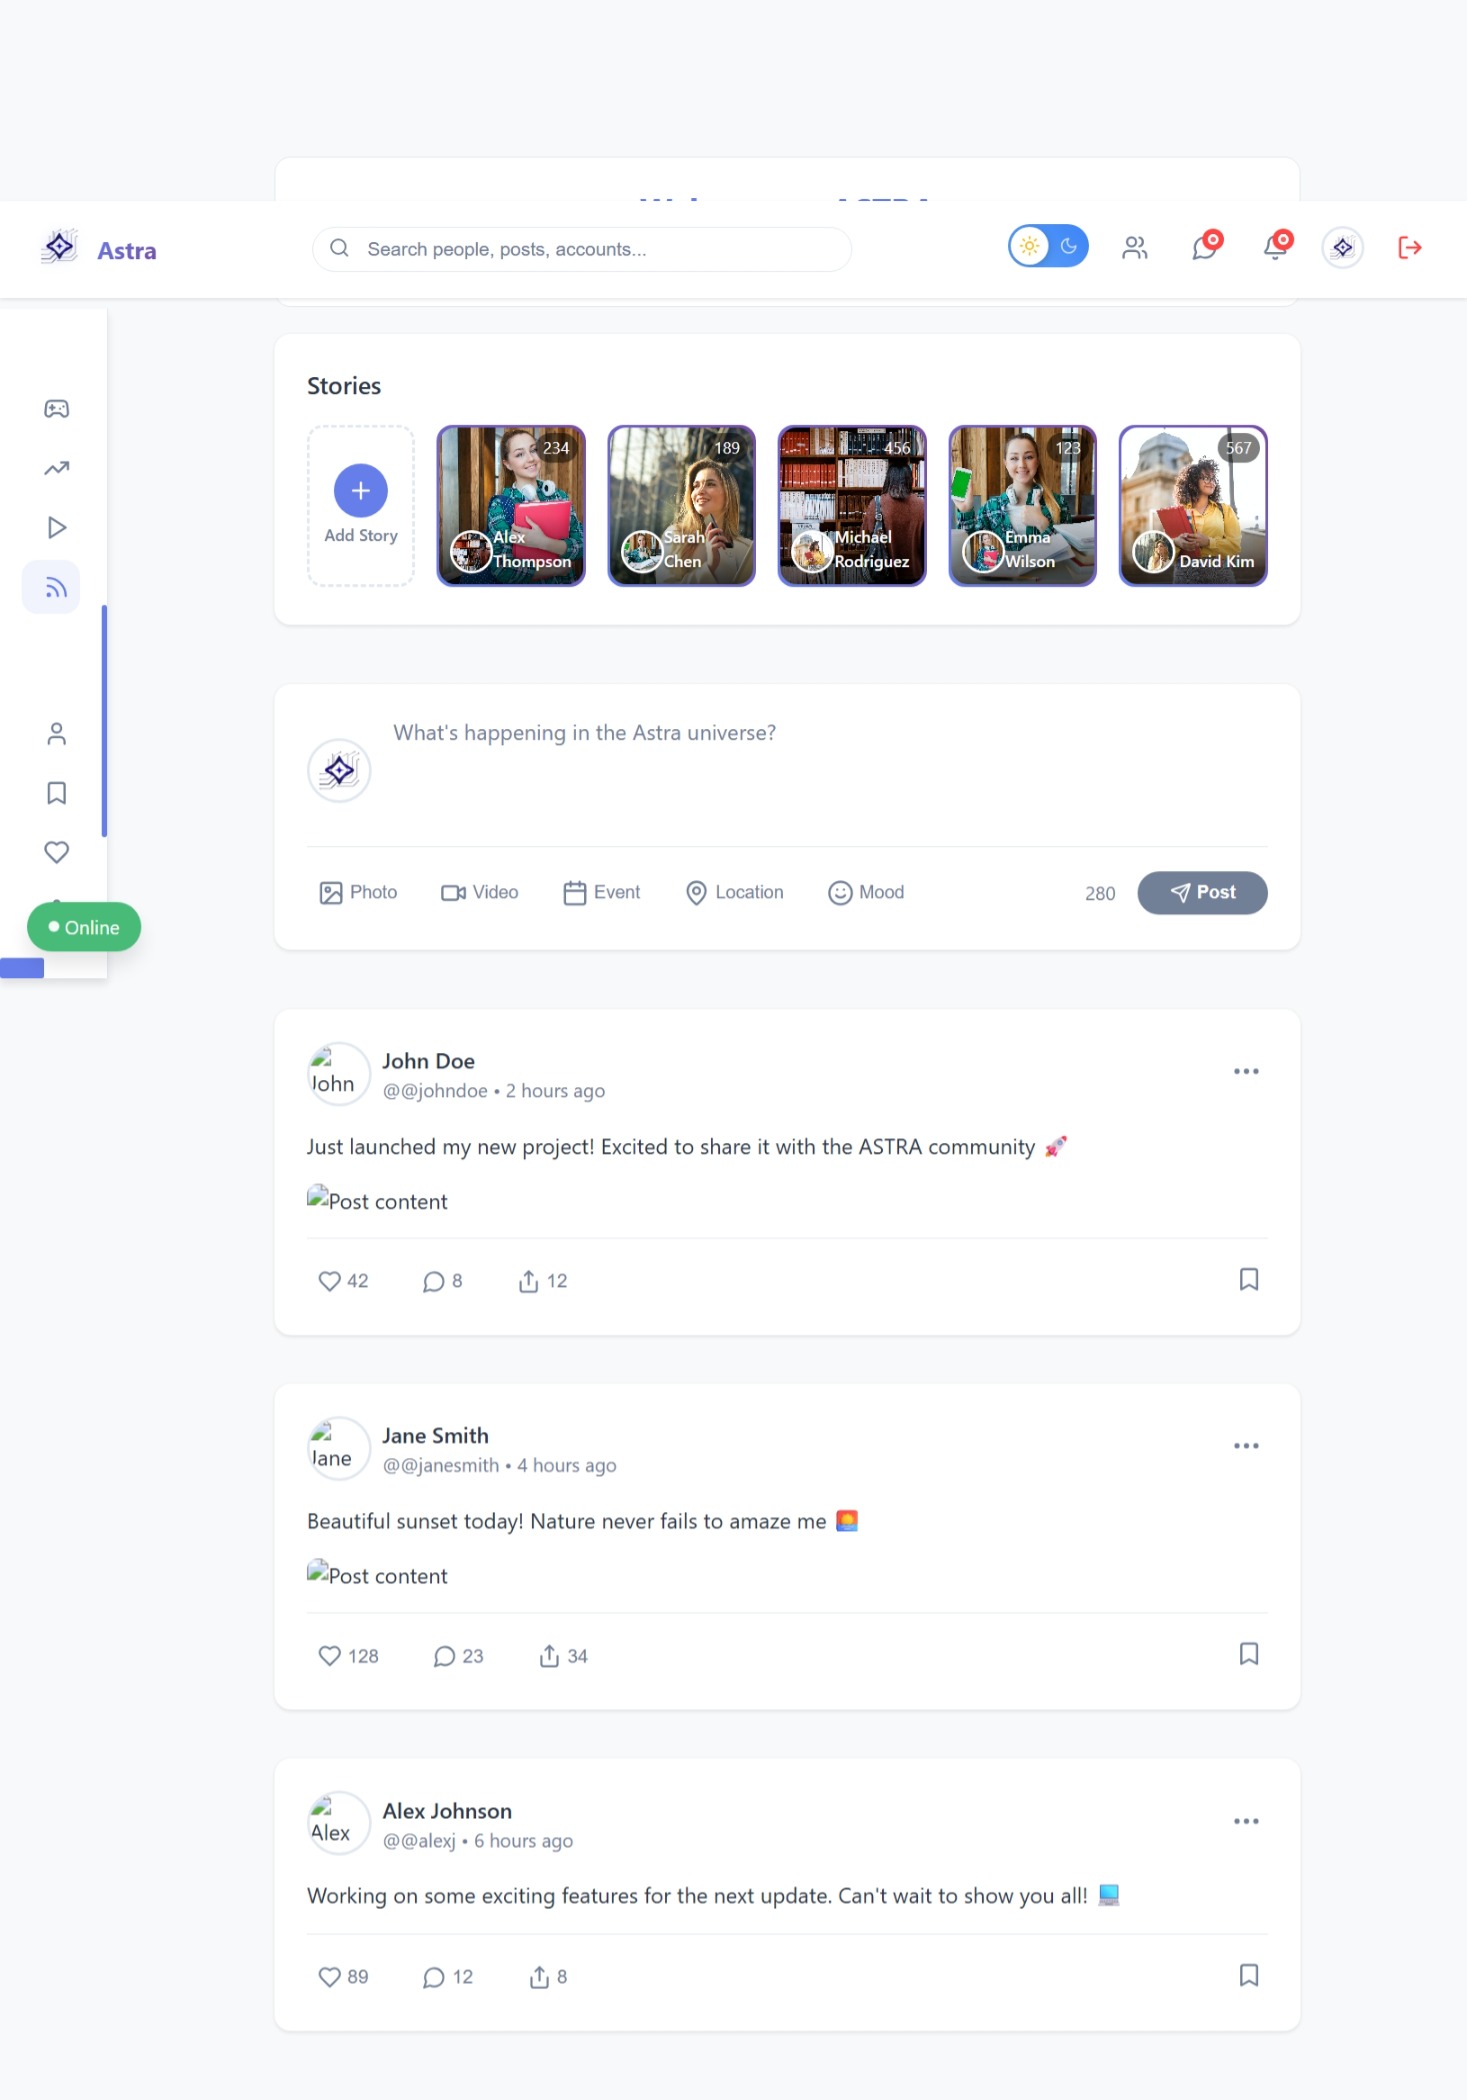 Astra
Search people, posts, accounts...
0
0
Stories
Add Story
234
Alex
Thompson
189
Sarah
Chen
456
Michael
Rodriguez
123
Emma
Wilson
567
David Kim
What's happening in the Astra universe?
Photo Video Event Location Mood 280 Post
Online
John
John Doe
@@johndoe • 2 hours ago
Just launched my new project! Excited to share it with the ASTRA community 🚀
Post content
42 8 12
Jane
Jane Smith
@@janesmith • 4 hours ago
Beautiful sunset today! Nature never fails to amaze me 🌅
Post content
128 23 34
Alex
Alex Johnson
@@alexj • 6 hours ago
Working on some exciting features for the next update. Can't wait to show you all! 💻
89 12 8